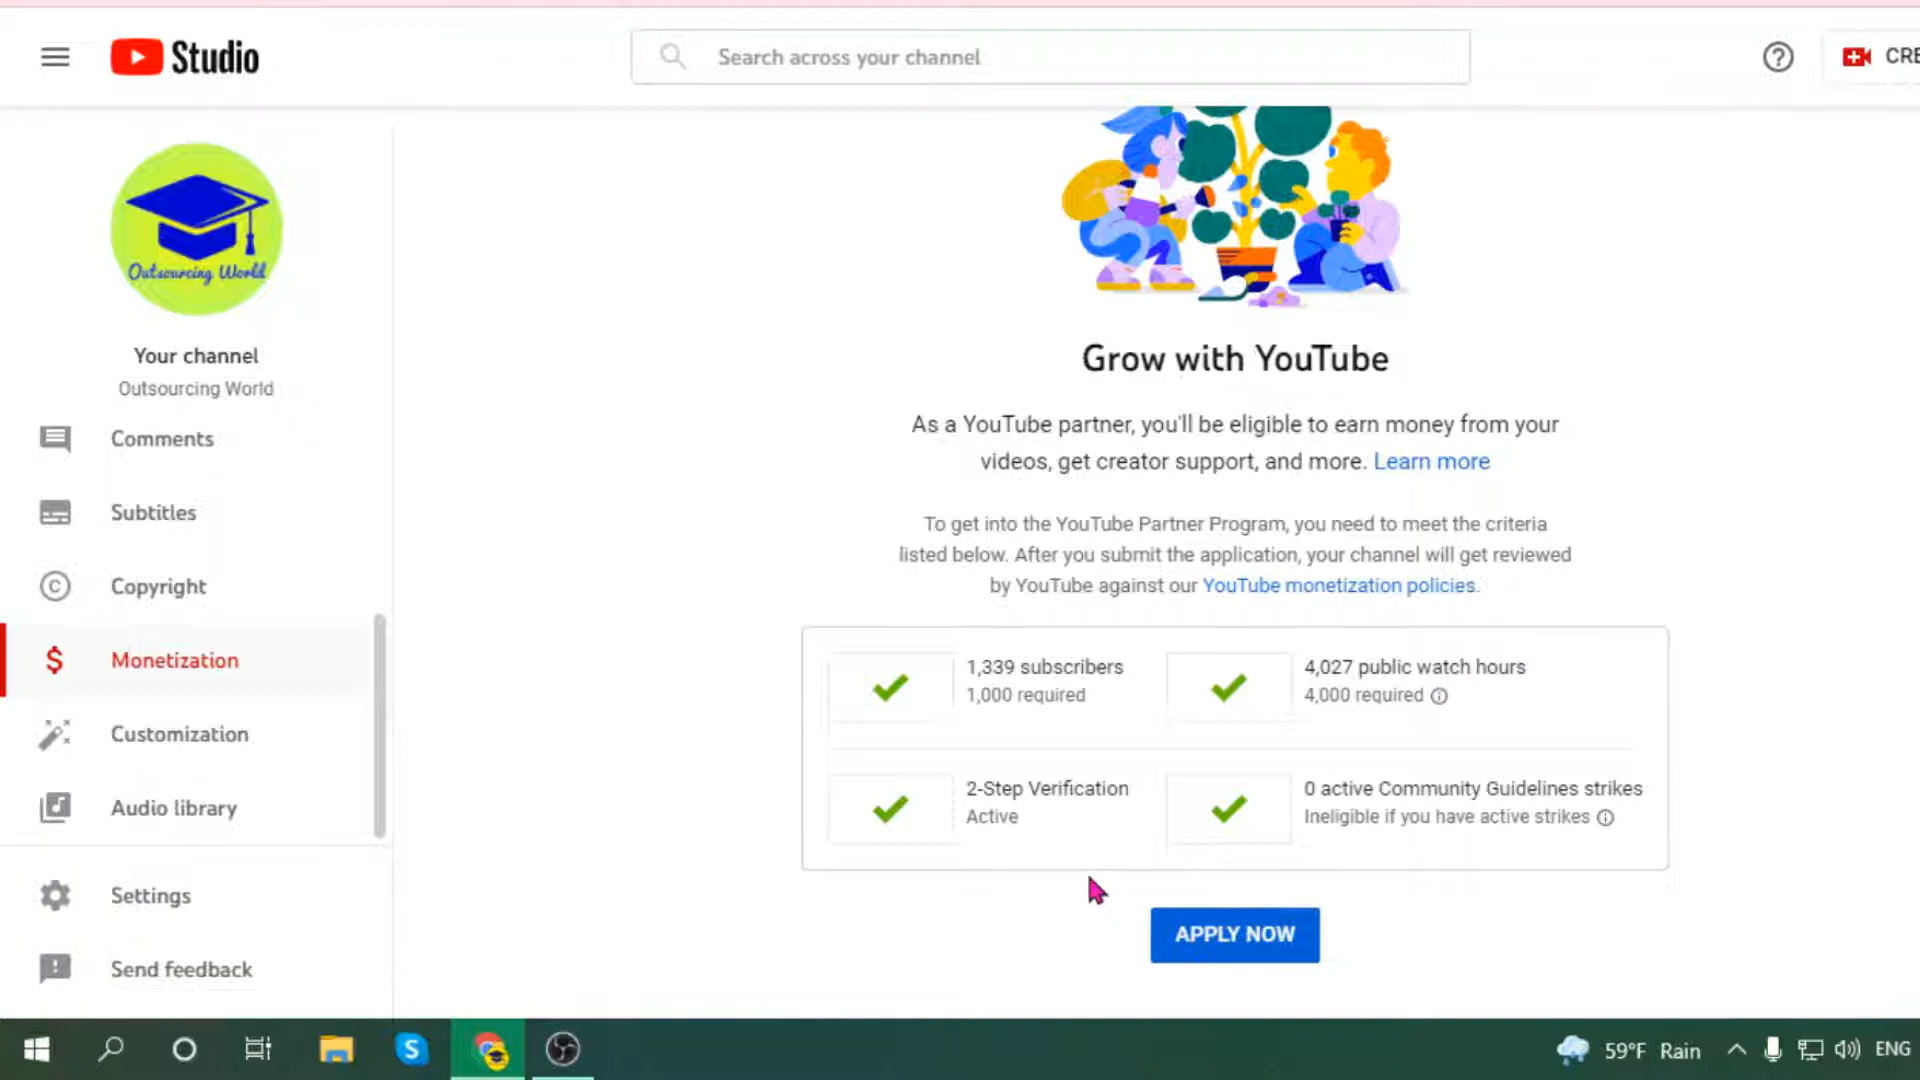 Studio
Search across your channel
CRE
Outsourcing World
Your channel
Outsourcing World
Comments
Subtitles
Copyright
Monetization
Customization
Audio library
Settings
Send feedback
Grow with YouTube
As a YouTube partner, you'll be eligible to earn money from your
videos, get creator support, and more. Learn more
To get into the YouTube Partner Program, you need to meet the criteria
listed below. After you submit the application, your channel will get reviewed
by YouTube against our YouTube monetization policies.
1,339 subscribers
1,000 required
4,027 public watch hours
4,000 required
2-Step Verification
Active
0 active Community Guidelines strikes
Ineligible if you have active strikes
APPLY NOW
59°F Rain
ENG